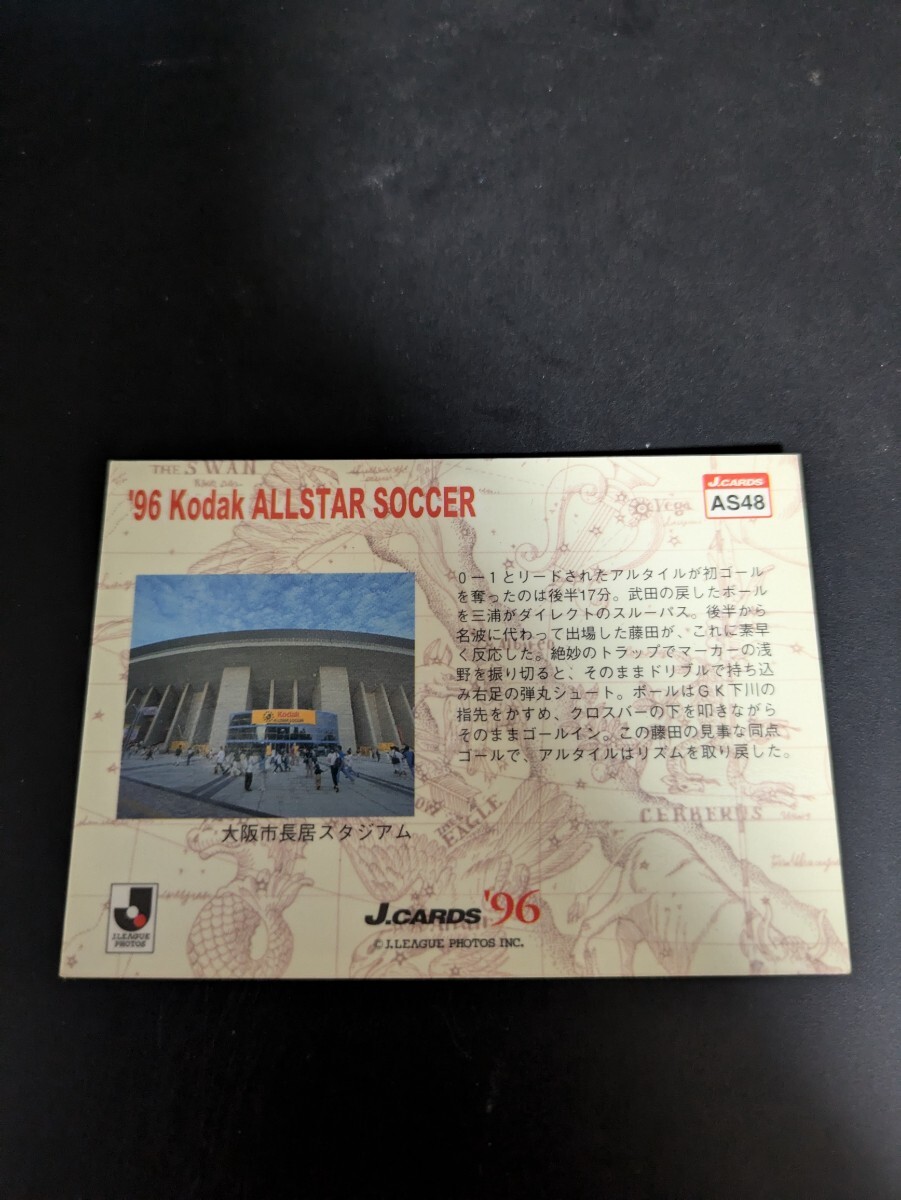 THE SWAN
'96 Kodak ALLSTAR SOCCER
Vega
J.CARDS
AS48
0ー1とリードされたアルタイルが初ゴール
を奪ったのは後半17分。武田の戻したボール
を三浦がダイレクトのスルーパス。後半から
名波に代わって出場した藤田が、これに素早
く反応した。絶妙のトラップでマーカーの浅
野を振り切ると、そのままドリブルで持ち込
み右足の弾丸シュート。ボールはGK下川の
指先をかすめ、クロスバーの下を叩きながら
そのままゴールイン。この藤田の見事な同点
ゴールで、アルタイルはリズムを取り戻した。
Kodak
大阪市長居スタジアム
EAGLE
CERBERUS
J.LEAGUE
PHOTOS
J.CARDS '96
© J.LEAGUE PHOTOS INC.